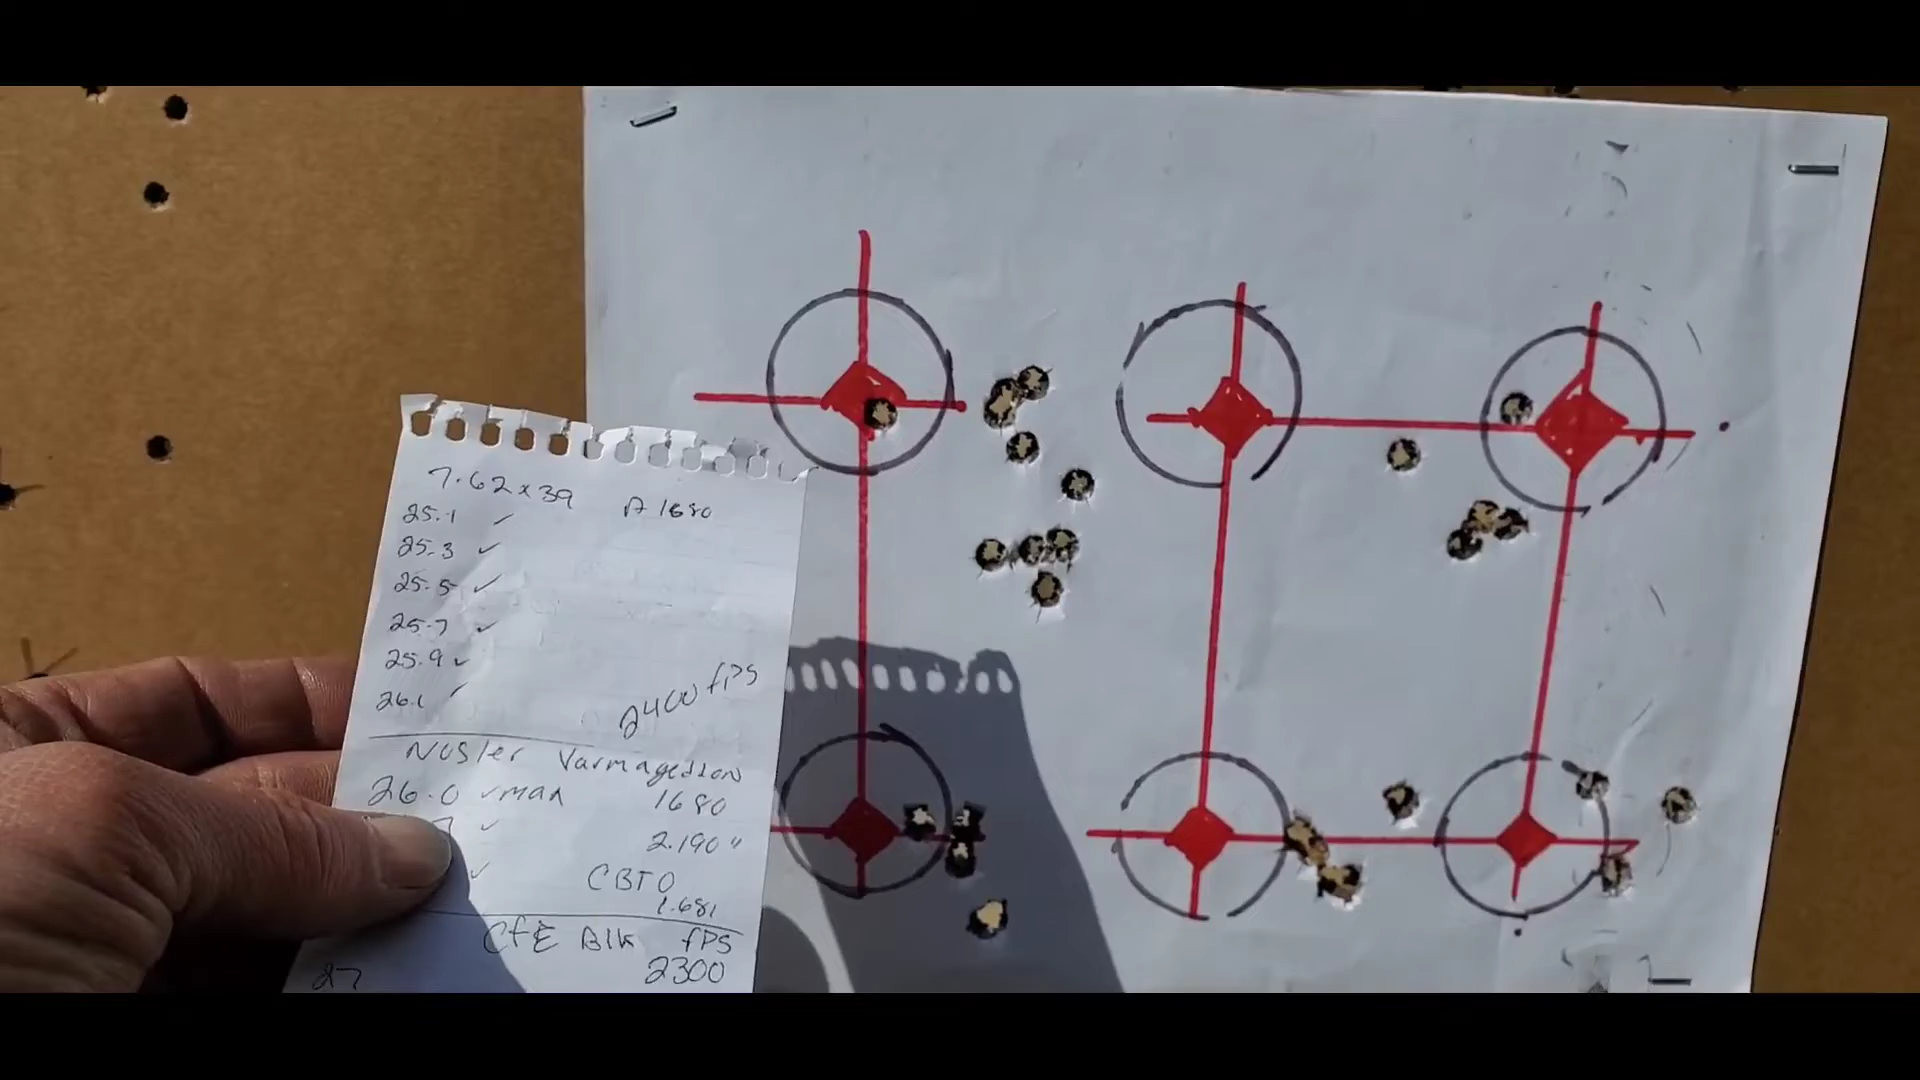 7.62x39 A1680
25.1 ✓
25.3 ✓
25.5 ✓
25.7 ✓
25.9 ✓
26.1 ✓
2400 fPS
Nosler Varmageddon
26.0 ✓ max 1680
✓ 2.190"
✓ CBTO
1.681
CfE Blk fPS
27 2300